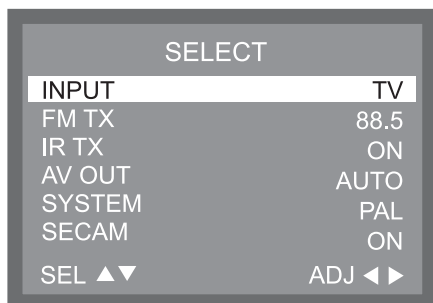 SELECT
INPUT TV
FM TX 88.5
IR TX ON
AV OUT AUTO
SYSTEM PAL
SECAM ON
SEL ▲▼ ADJ ◀ ▶